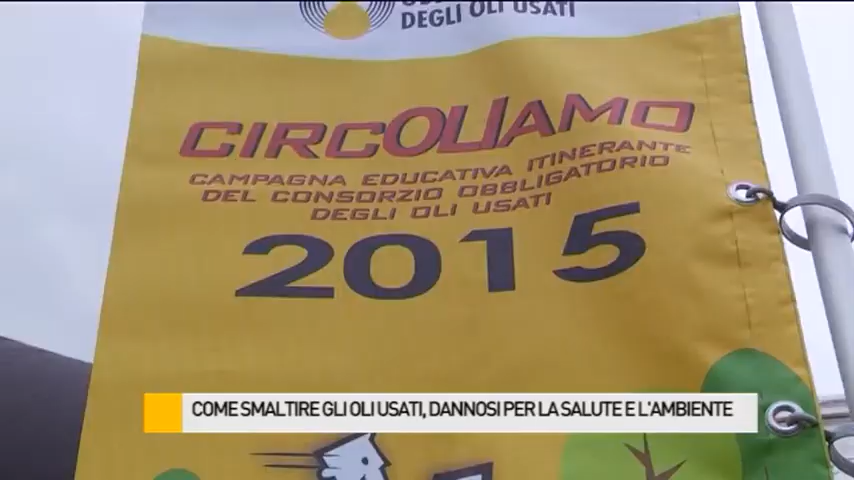 DEGLI OLI USATI
CIRCOLIAMO
CAMPAGNA EDUCATIVA ITINERANTE
DEL CONSORZIO OBBLIGATORIO
DEGLI OLI USATI
2015
COME SMALTIRE GLI OLI USATI, DANNOSI PER LA SALUTE E L'AMBIENTE